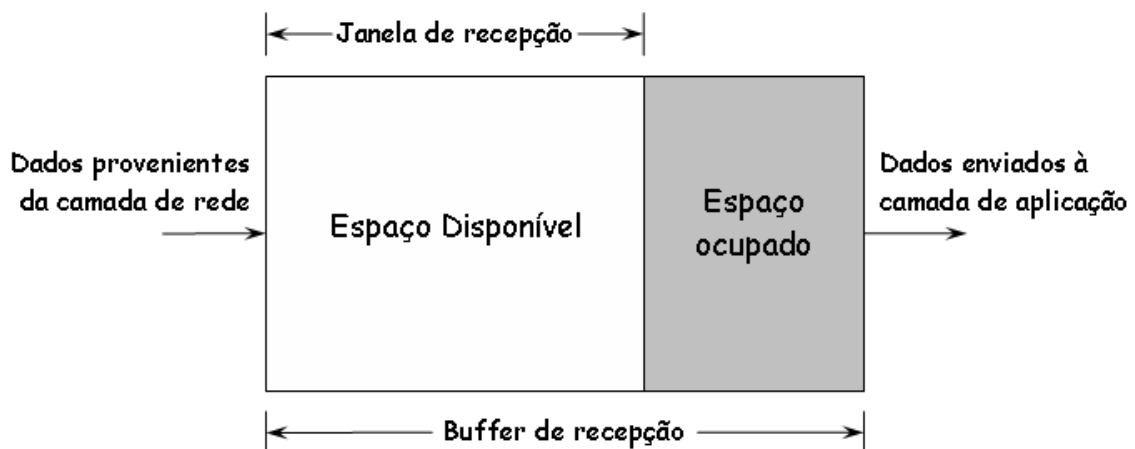 Janela de recepção
Dados provenientes
da camada de rede
Espaço Disponível
Espaço
ocupado
Dados enviados à
camada de aplicação
Buffer de recepção